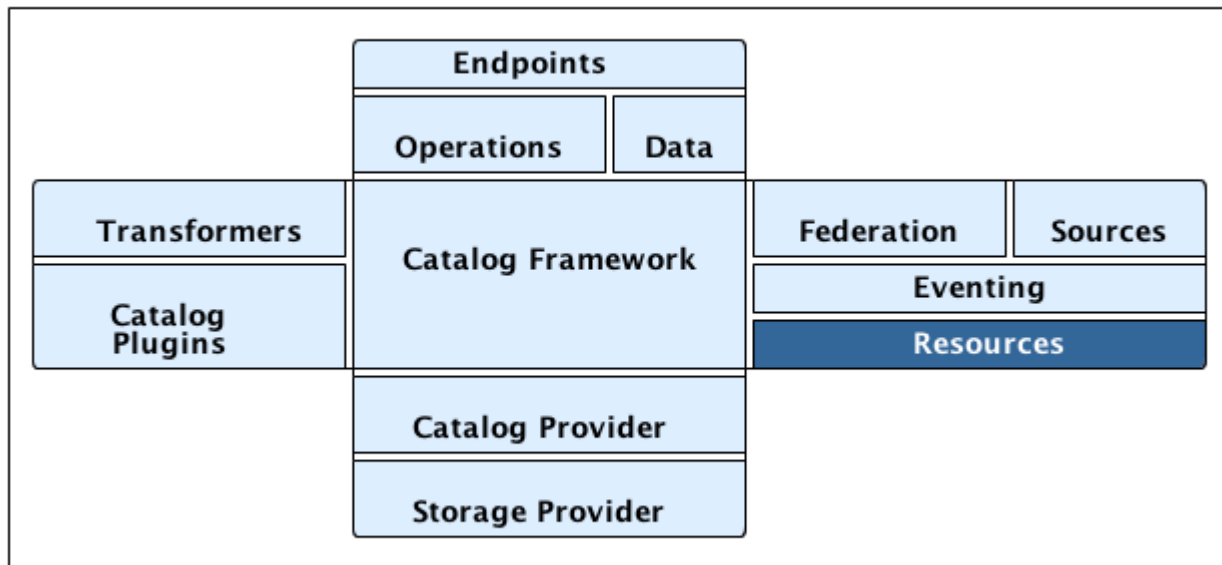 Endpoints
Operations
Data
Transformers
Catalog Framework
Federation
Sources
Eventing
Catalog
Plugins
Resources
Catalog Provider
Storage Provider